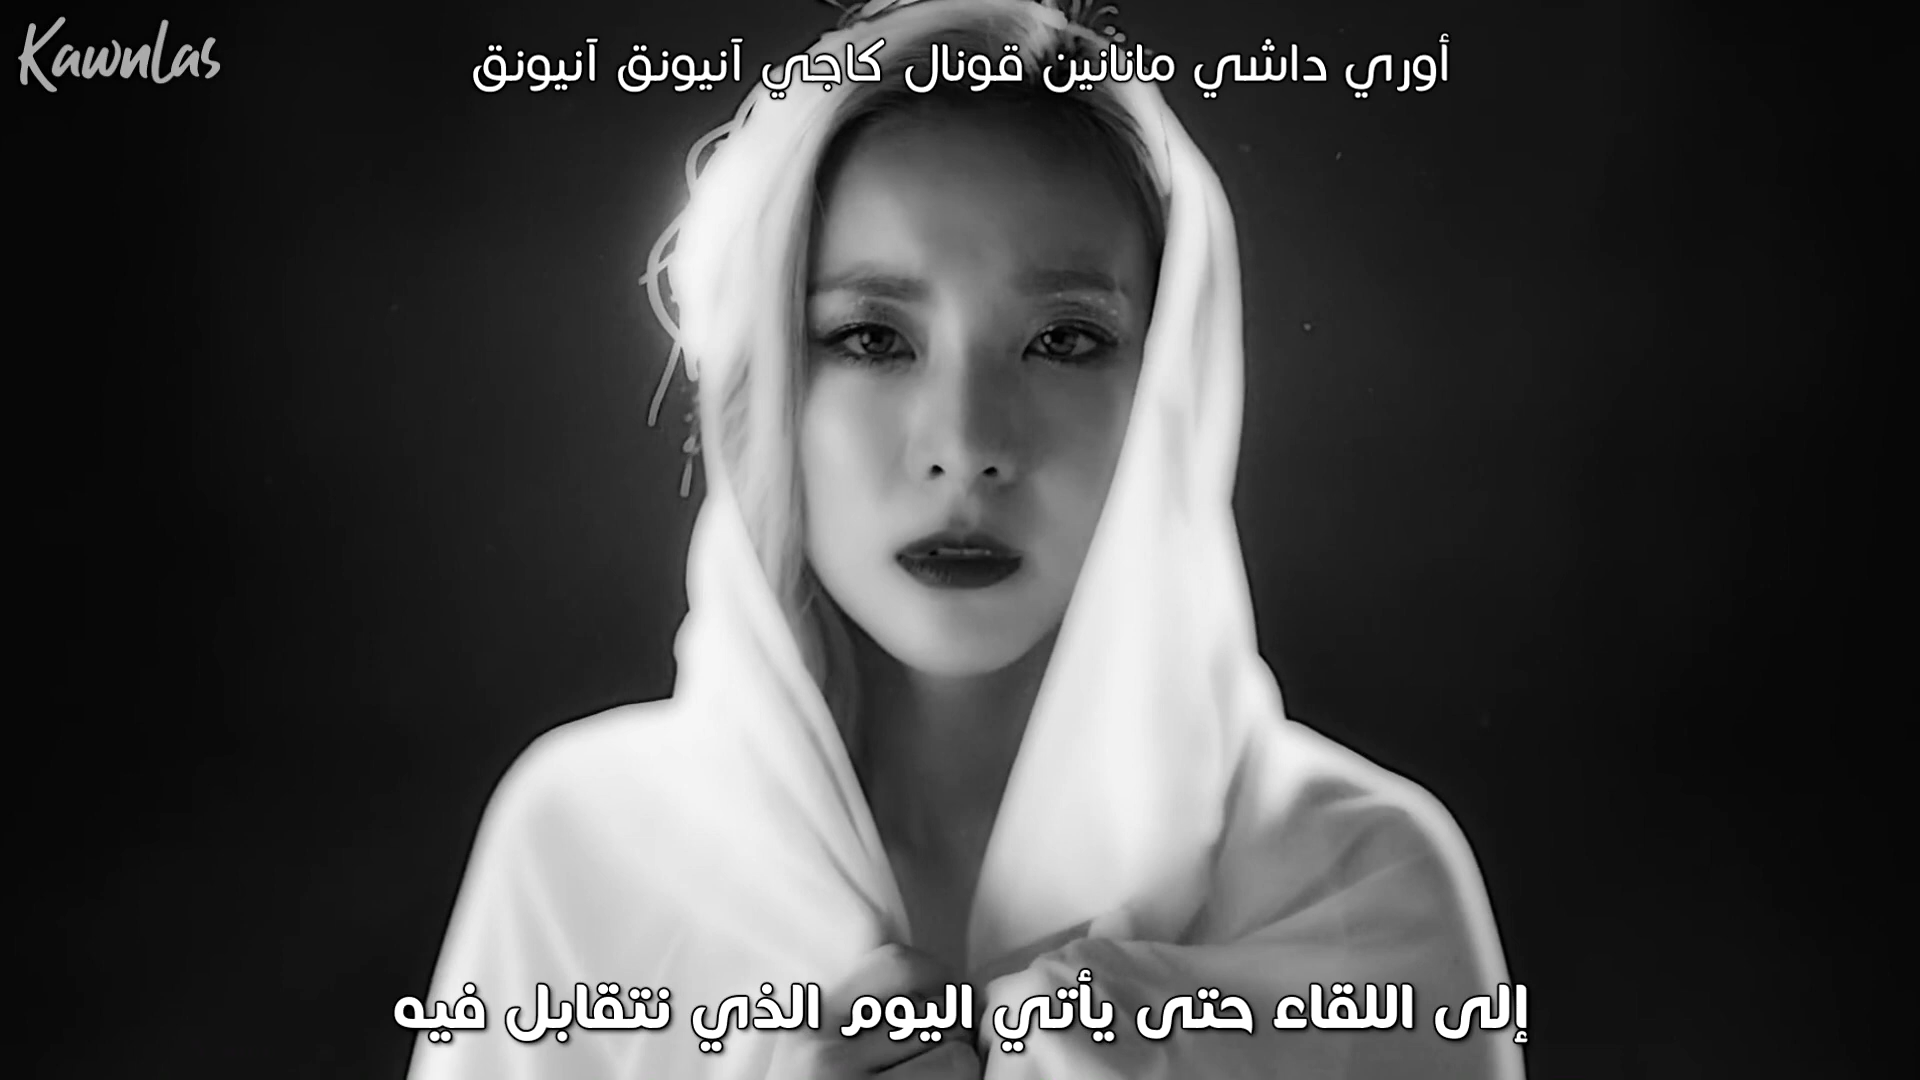 Kawnlas
أوري داشي مانانين قونال كاجي آنيونق آنيونق
إلى اللقاء حتى يأتي اليوم الذي نتقابل فيه